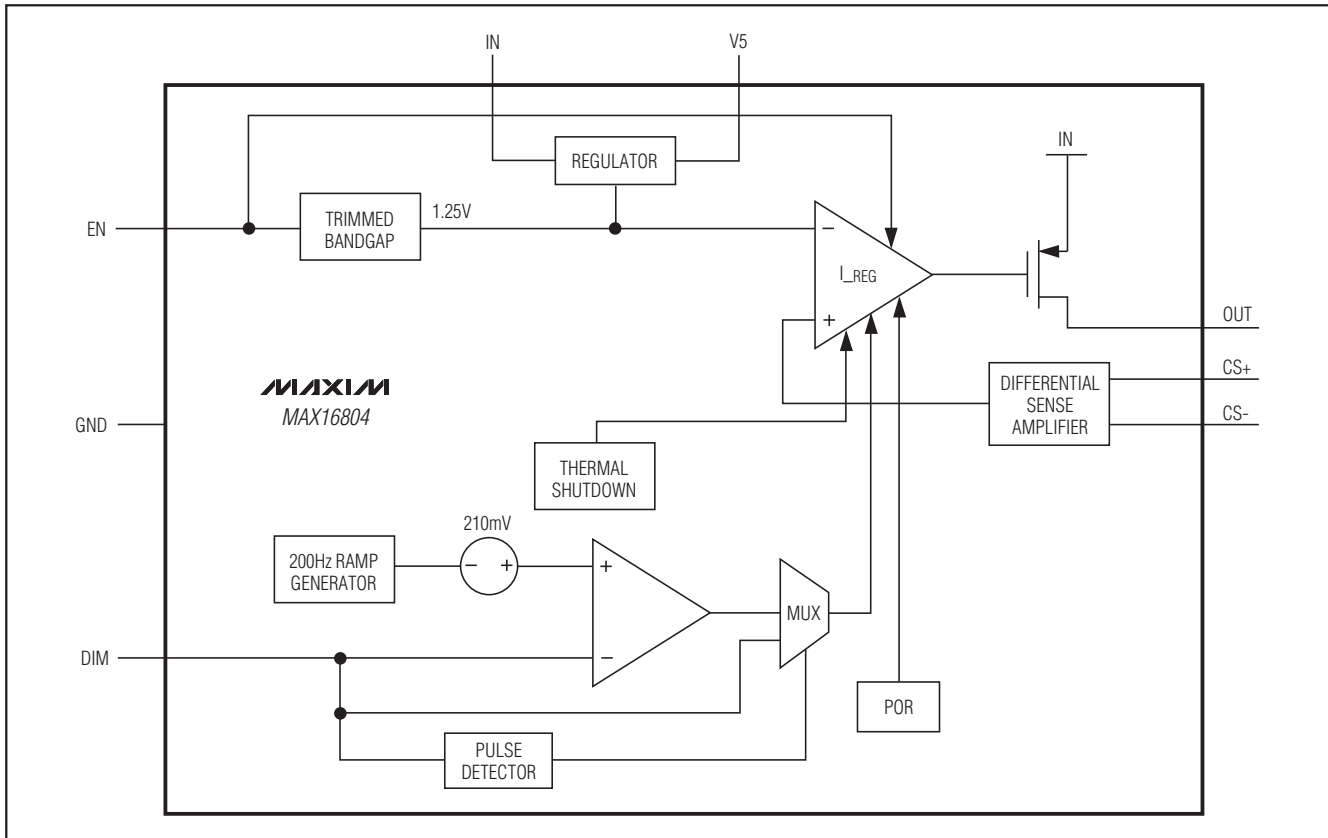 IN
V5
REGULATOR
IN
EN
TRIMMED
BANDGAP
1.25V
−
I_REG
+
OUT
CS+
CS-
DIFFERENTIAL
SENSE
AMPLIFIER
MAXIM
MAX16804
GND
THERMAL
SHUTDOWN
210mV
200Hz RAMP
GENERATOR
− +
+
−
MUX
DIM
POR
PULSE
DETECTOR